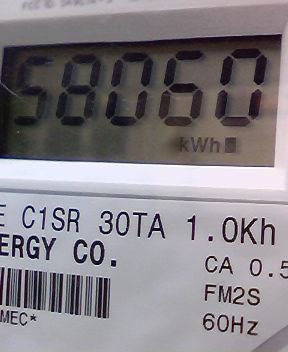 58060
kWh
E C1SR 30TA 1.0Kh
ERGY CO.
CA 0.5
FM2S
MEC*
60Hz